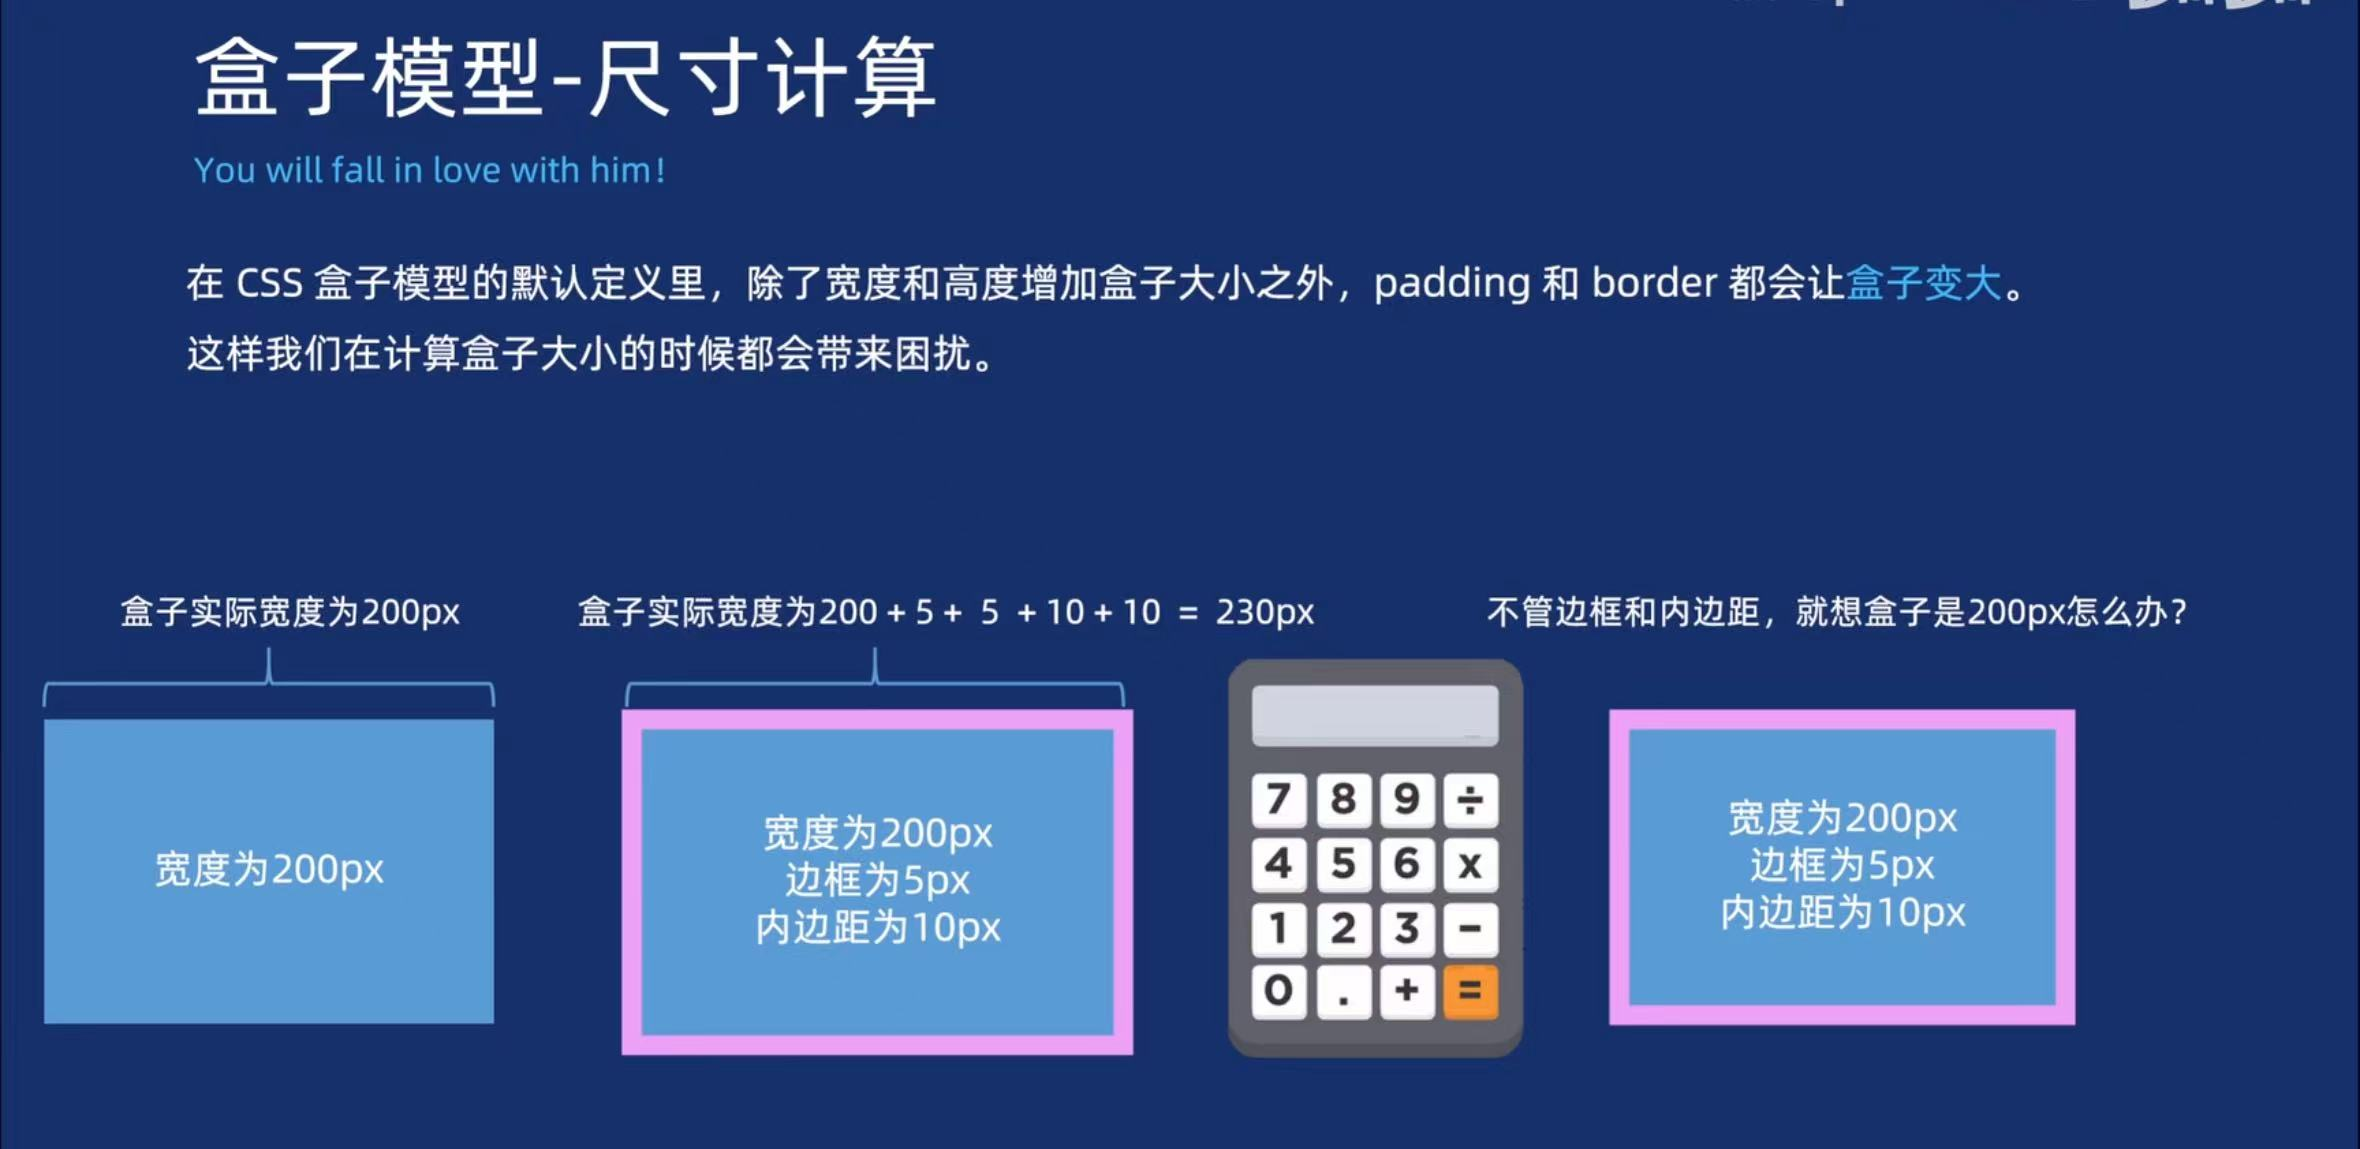 盒子模型-尺寸计算
You will fall in love with him!
在 CSS 盒子模型的默认定义里，除了宽度和高度增加盒子大小之外，padding 和 border 都会让盒子变大。
这样我们在计算盒子大小的时候都会带来困扰。
盒子实际宽度为200px
宽度为200px
盒子实际宽度为200 + 5 + 5 + 10 + 10 = 230px
宽度为200px
边框为5px
内边距为10px
7 8 9 ÷
4 5 6 x
1 2 3 −
0 . + =
不管边框和内边距，就想盒子是200px怎么办？
宽度为200px
边框为5px
内边距为10px